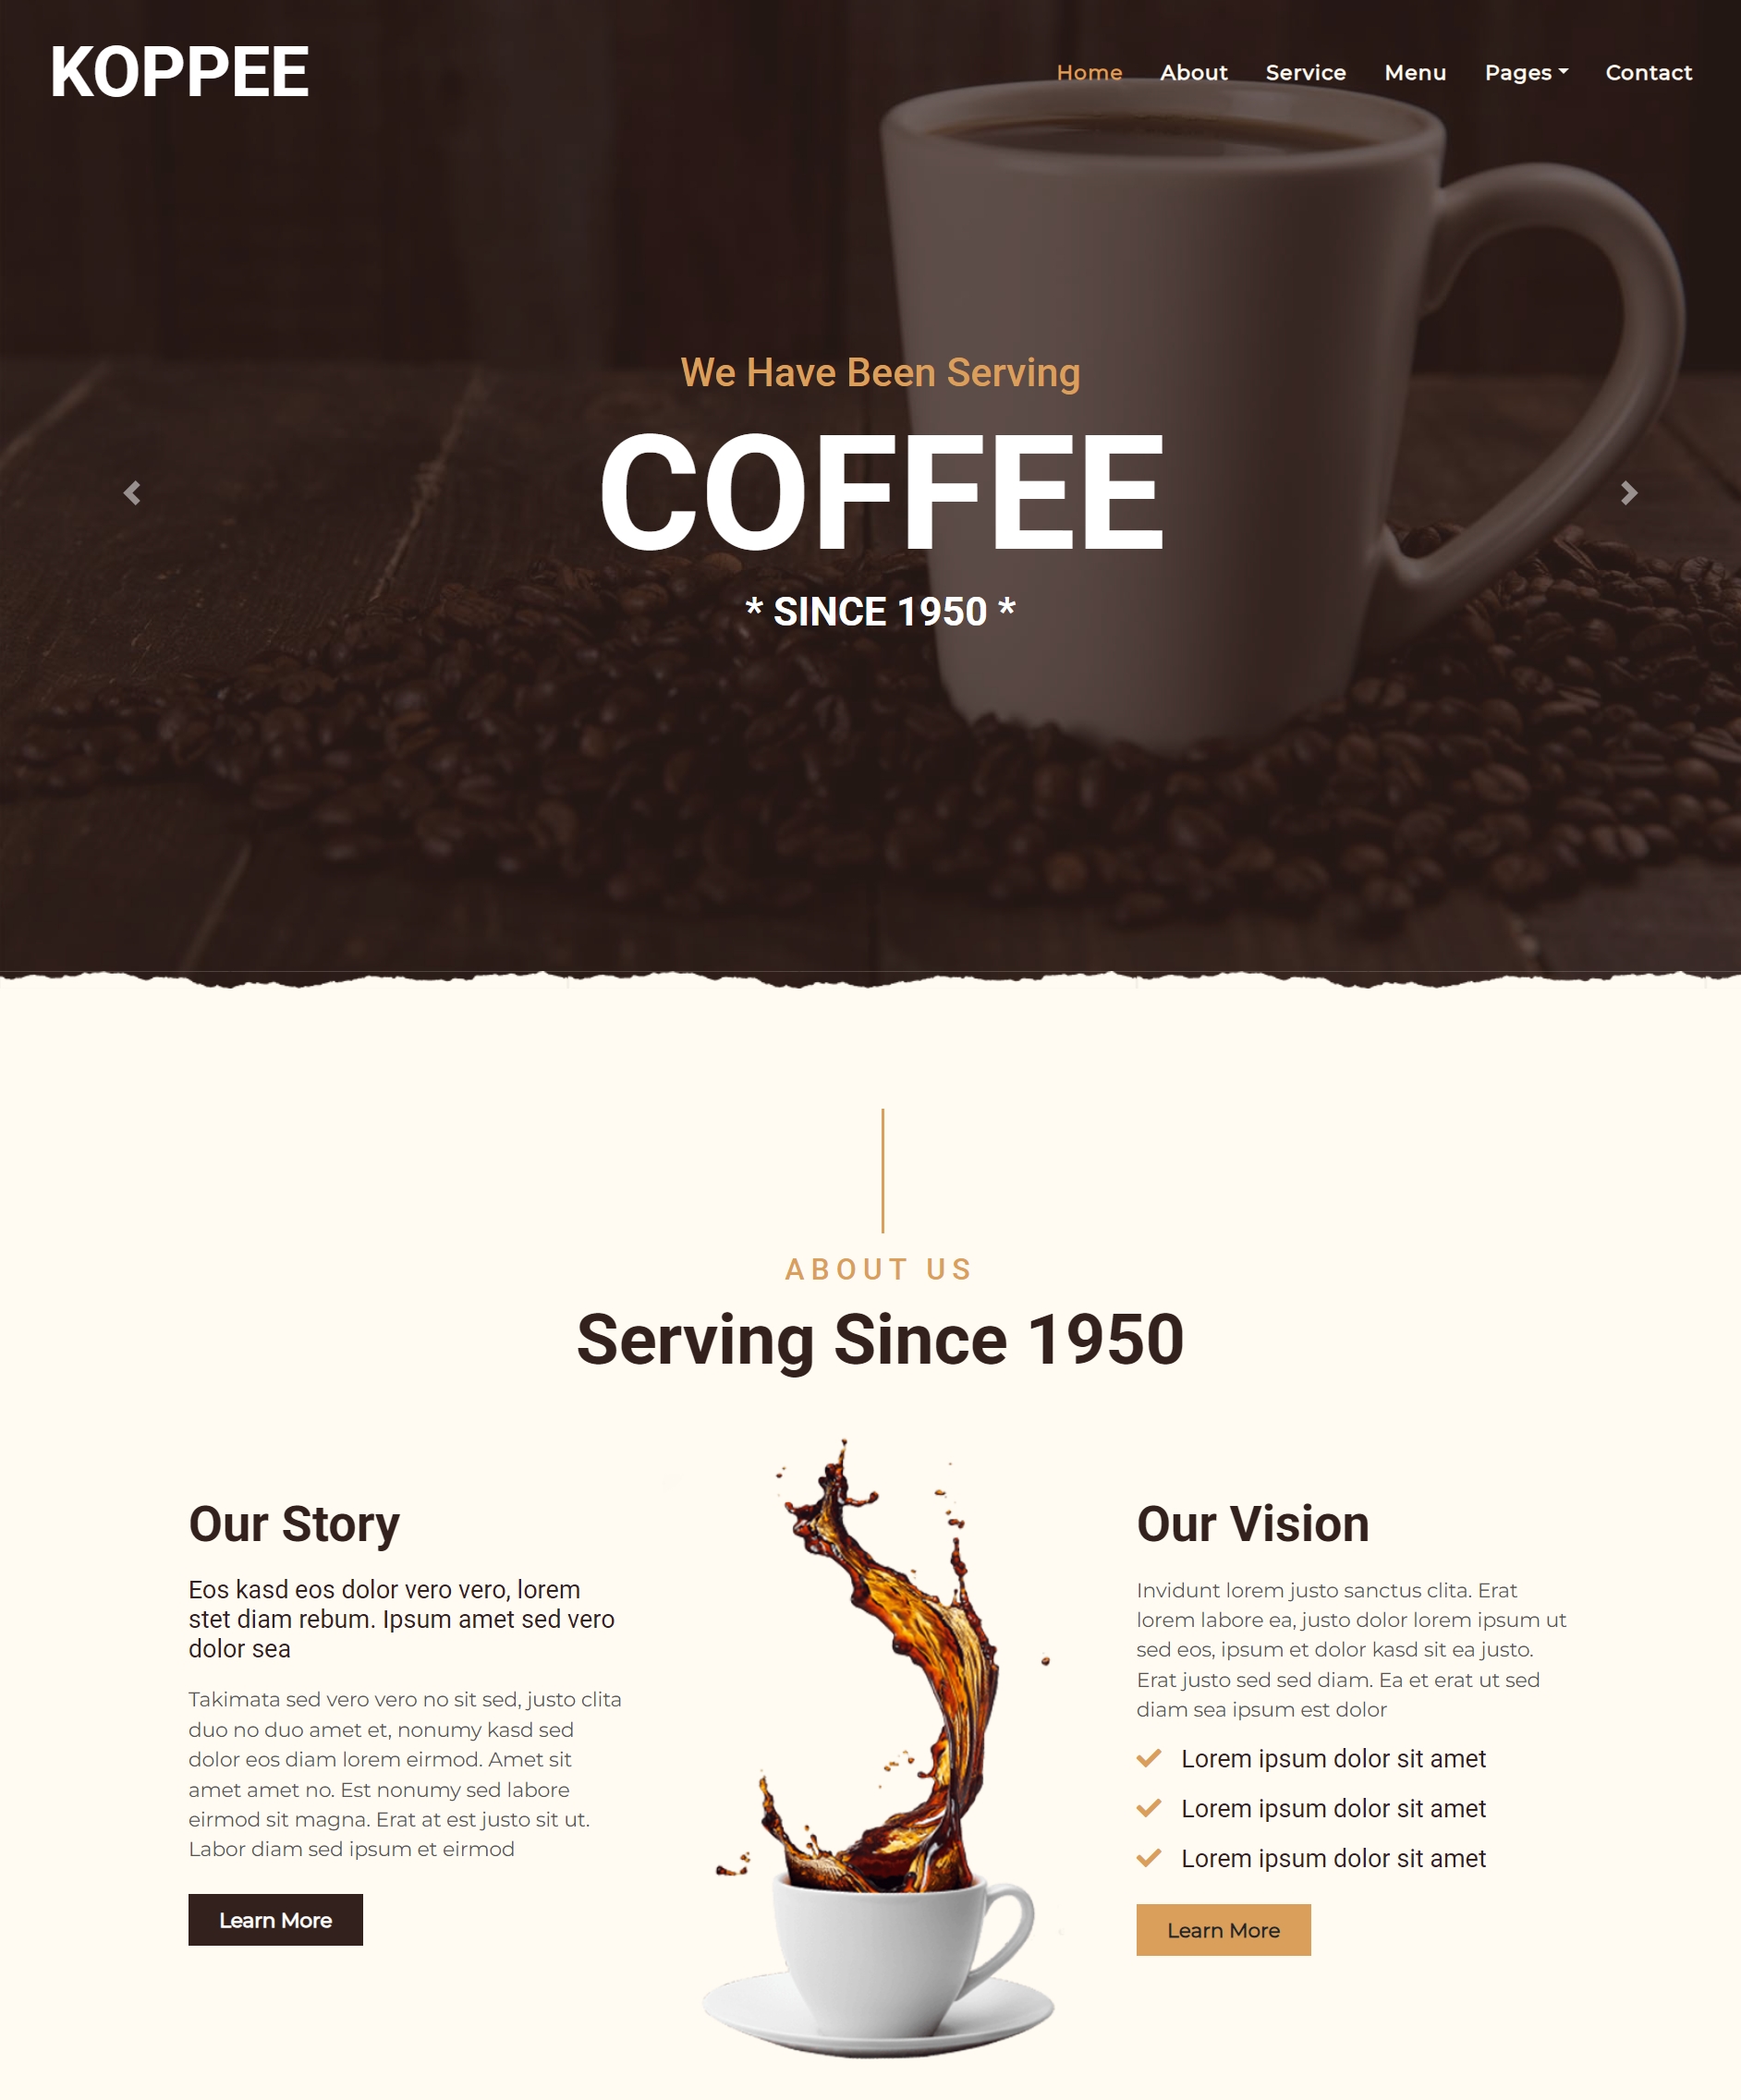 KOPPEE
Home About Service Menu Pages Contact
We Have Been Serving
COFFEE
* SINCE 1950 *
ABOUT US
Serving Since 1950
Our Story
Eos kasd eos dolor vero vero, lorem
stet diam rebum. Ipsum amet sed vero
dolor sea
Takimata sed vero vero no sit sed, justo clita
duo no duo amet et, nonumy kasd sed
dolor eos diam lorem eirmod. Amet sit
amet amet no. Est nonumy sed labore
eirmod sit magna. Erat at est justo sit ut.
Labor diam sed ipsum et eirmod
Learn More
Our Vision
Invidunt lorem justo sanctus clita. Erat
lorem labore ea, justo dolor lorem ipsum ut
sed eos, ipsum et dolor kasd sit ea justo.
Erat justo sed sed diam. Ea et erat ut sed
diam sea ipsum est dolor
Lorem ipsum dolor sit amet
Lorem ipsum dolor sit amet
Lorem ipsum dolor sit amet
Learn More